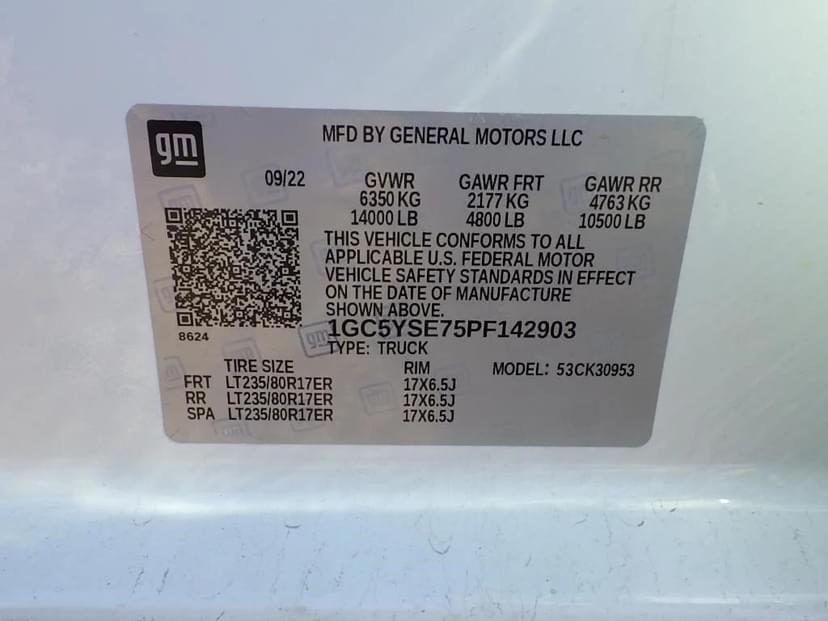 gm
MFD BY GENERAL MOTORS LLC
09/22 GVWR GAWR FRT GAWR RR
6350 KG 2177 KG 4763 KG
14000 LB 4800 LB 10500 LB
THIS VEHICLE CONFORMS TO ALL
APPLICABLE U.S. FEDERAL MOTOR
VEHICLE SAFETY STANDARDS IN EFFECT
ON THE DATE OF MANUFACTURE
SHOWN ABOVE.
1GC5YSE75PF142903
8624
TYPE: TRUCK
TIRE SIZE RIM MODEL: 53CK30953
FRT LT235/80R17ER 17X6.5J
RR LT235/80R17ER 17X6.5J
SPA LT235/80R17ER 17X6.5J